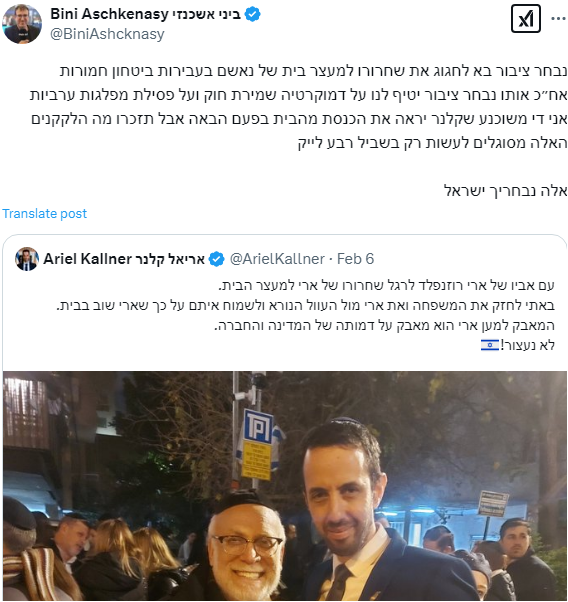 Bini Aschkenasy ביני אשכנזי
@BiniAshcknasy
נבחר ציבור בא לחגוג את שחרורו למעצר בית של נאשם בעבירות ביטחון חמורות
אח״כ אותו נבחר ציבור יטיף לנו על דמוקרטיה שמירת חוק ועל פסילת מפלגות ערביות
אני די משוכנע שקלנר יראה את הכנסת מהבית בפעם הבאה אבל תזכרו מה הלקקנים
האלה מסוגלים לעשות רק בשביל רבע לייק
אלה נבחריך ישראל
Translate post
Ariel Kallner אריאל קלנר @ArielKallner · Feb 6
עם אביו של ארי רוזנפלד לרגל שחרורו של ארי למעצר הבית.
באתי לחזק את המשפחה ואת ארי מול העוול הנורא ולשמוח איתם על כך שארי שוב בבית.
המאבק למען ארי הוא מאבק על דמותה של המדינה והחברה.
לא נעצור!